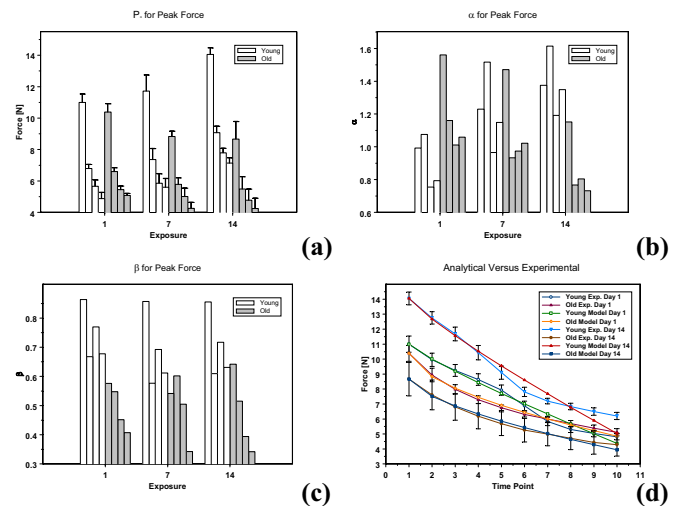 P. for Peak Force
Force [N]
14
12
10
8
6
4
Young
Old
1
7
14
Exposure
(a)
α for Peak Force
α
1.6
1.4
1.2
1.0
0.8
0.6
Young
Old
1
7
14
Exposure
(b)
β for Peak Force
β
0.8
0.7
0.6
0.5
0.4
0.3
Young
Old
1
7
14
Exposure
(c)
Analytical Versus Experimental
Force [N]
14
13
12
11
10
9
8
7
6
5
4
3
Young Exp. Day 1
Old Exp. Day 1
Young Model Day 1
Old Model Day 1
Young Exp. Day 14
Old Exp. Day 14
Young Model Day 14
Old Model Day 14
0 1 2 3 4 5 6 7 8 9 10 11
Time Point
(d)